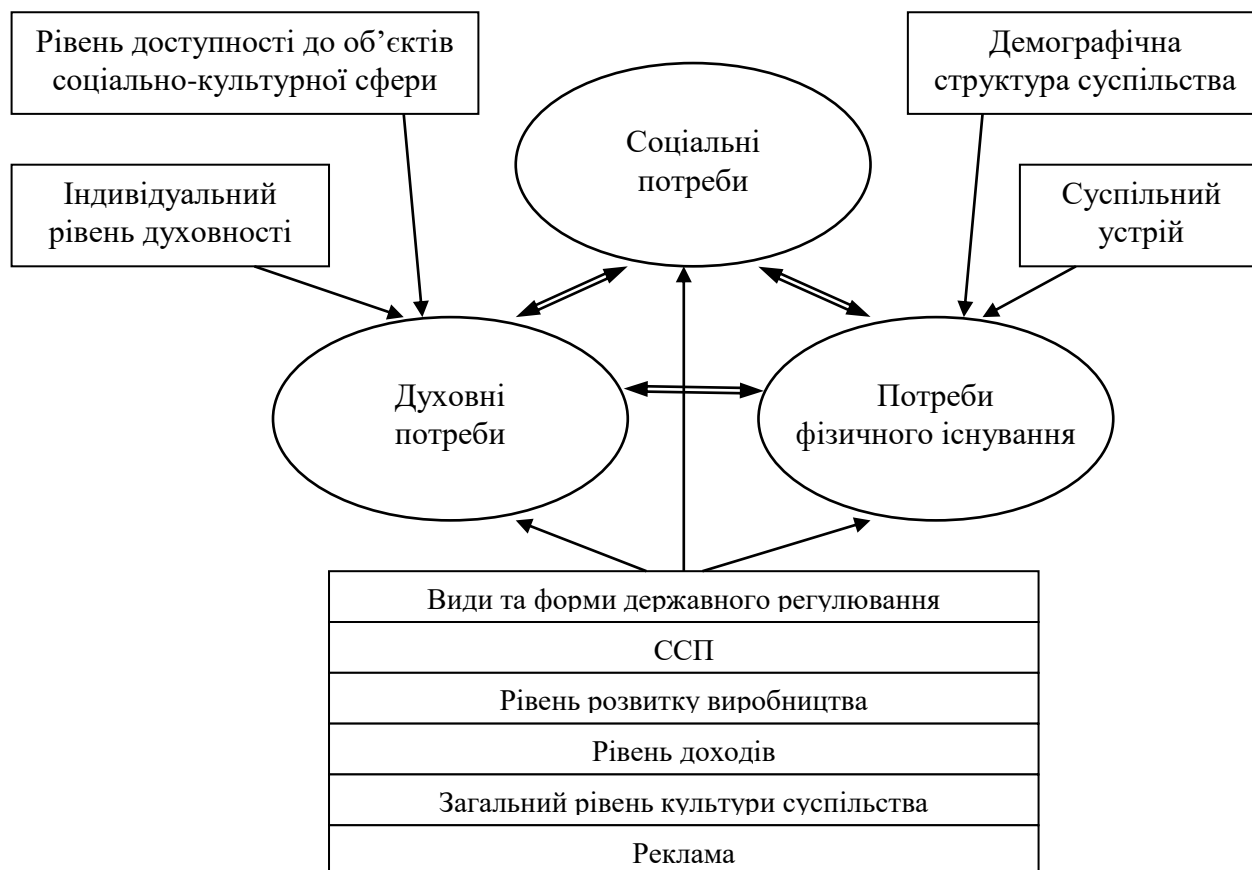 Рівень доступності до об’єктів
соціально-культурної сфери
Демографічна
структура суспільства
Соціальні
потреби
Індивідуальний
рівень духовності
Суспільний
устрій
Духовні
потреби
Потреби
фізичного існування
Види та форми державного регулювання
ССП
Рівень розвитку виробництва
Рівень доходів
Загальний рівень культури суспільства
Реклама